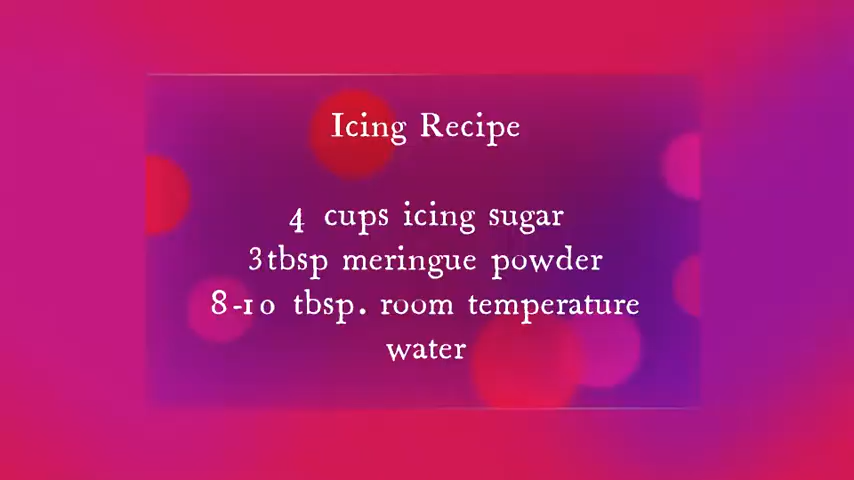 Icing Recipe
4 cups icing sugar
3tbsp meringue powder
8-10 tbsp. room temperature
water